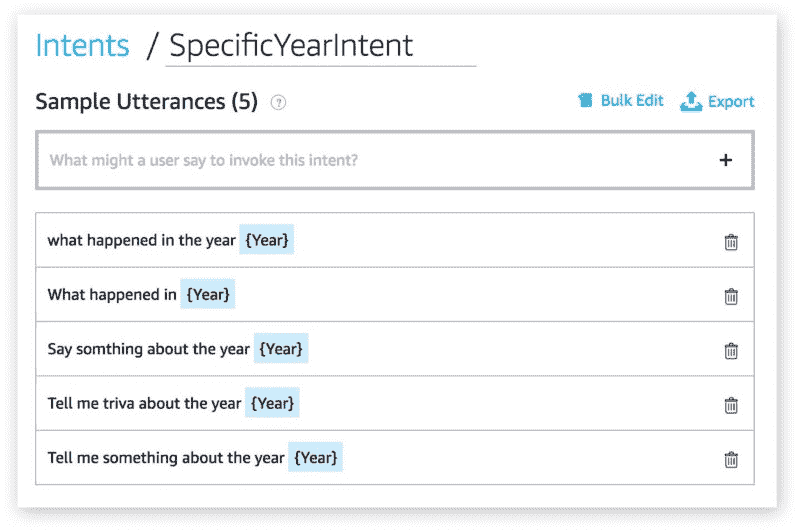 Intents / SpecificYearIntent
Sample Utterances (5) ? Bulk Edit Export
What might a user say to invoke this intent? +
what happened in the year {Year}
What happened in {Year}
Say somthing about the year {Year}
Tell me triva about the year {Year}
Tell me something about the year {Year}